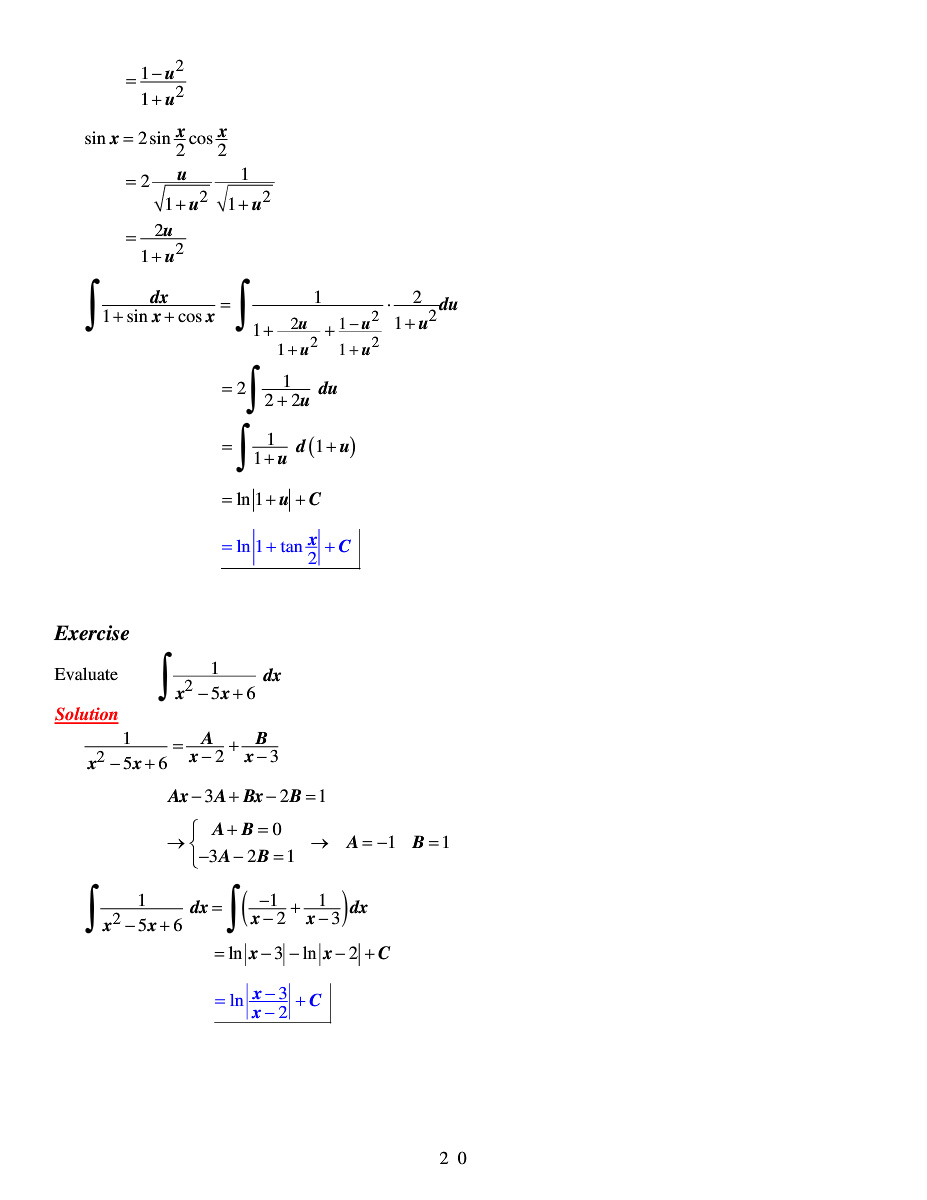 = \frac{1-u^2}{1+u^2}
sin x = 2 sin \frac{x}{2} cos \frac{x}{2}
= 2 \frac{u}{\sqrt{1+u^2}} \frac{1}{\sqrt{1+u^2}}
= \frac{2u}{1+u^2}
\int \frac{dx}{1+\sin x+\cos x} = \int \frac{1}{1+\frac{2u}{1+u^2}+\frac{1-u^2}{1+u^2}} \cdot \frac{2}{1+u^2} du
= 2 \int \frac{1}{2+2u} du
= \int \frac{1}{1+u} d(1+u)
= ln|1+u| + C
= ln|1+tan \frac{x}{2}| + C
Exercise
Evaluate \int \frac{1}{x^2-5x+6} dx
Solution
\frac{1}{x^2-5x+6} = \frac{A}{x-2} + \frac{B}{x-3}
Ax − 3A + Bx − 2B = 1
→ \begin{cases} A+B=0 \\ -3A-2B=1 \end{cases} → A = −1 B = 1
\int \frac{1}{x^2-5x+6} dx = \int \left(\frac{-1}{x-2} + \frac{1}{x-3}\right) dx
= ln|x−3| − ln|x−2| + C
= ln\left|\frac{x-3}{x-2}\right| + C
2 0